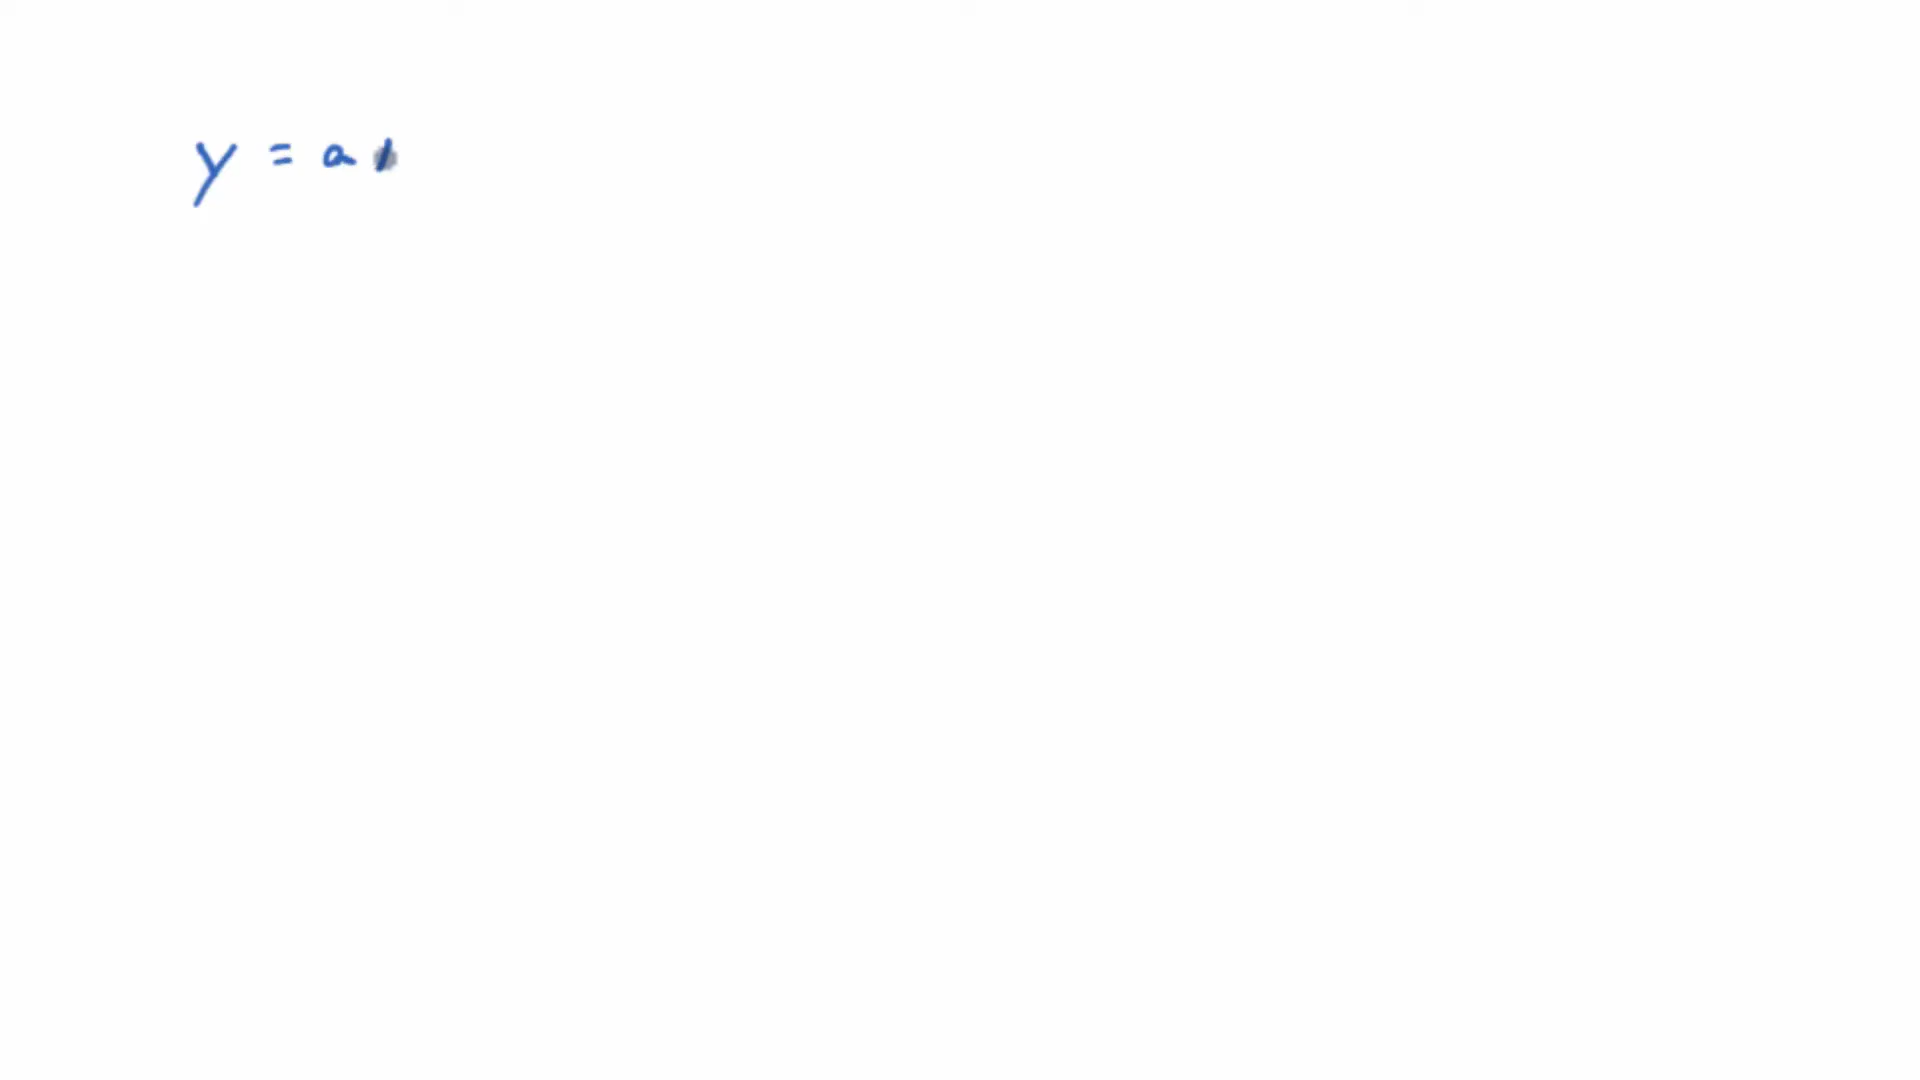 y = a